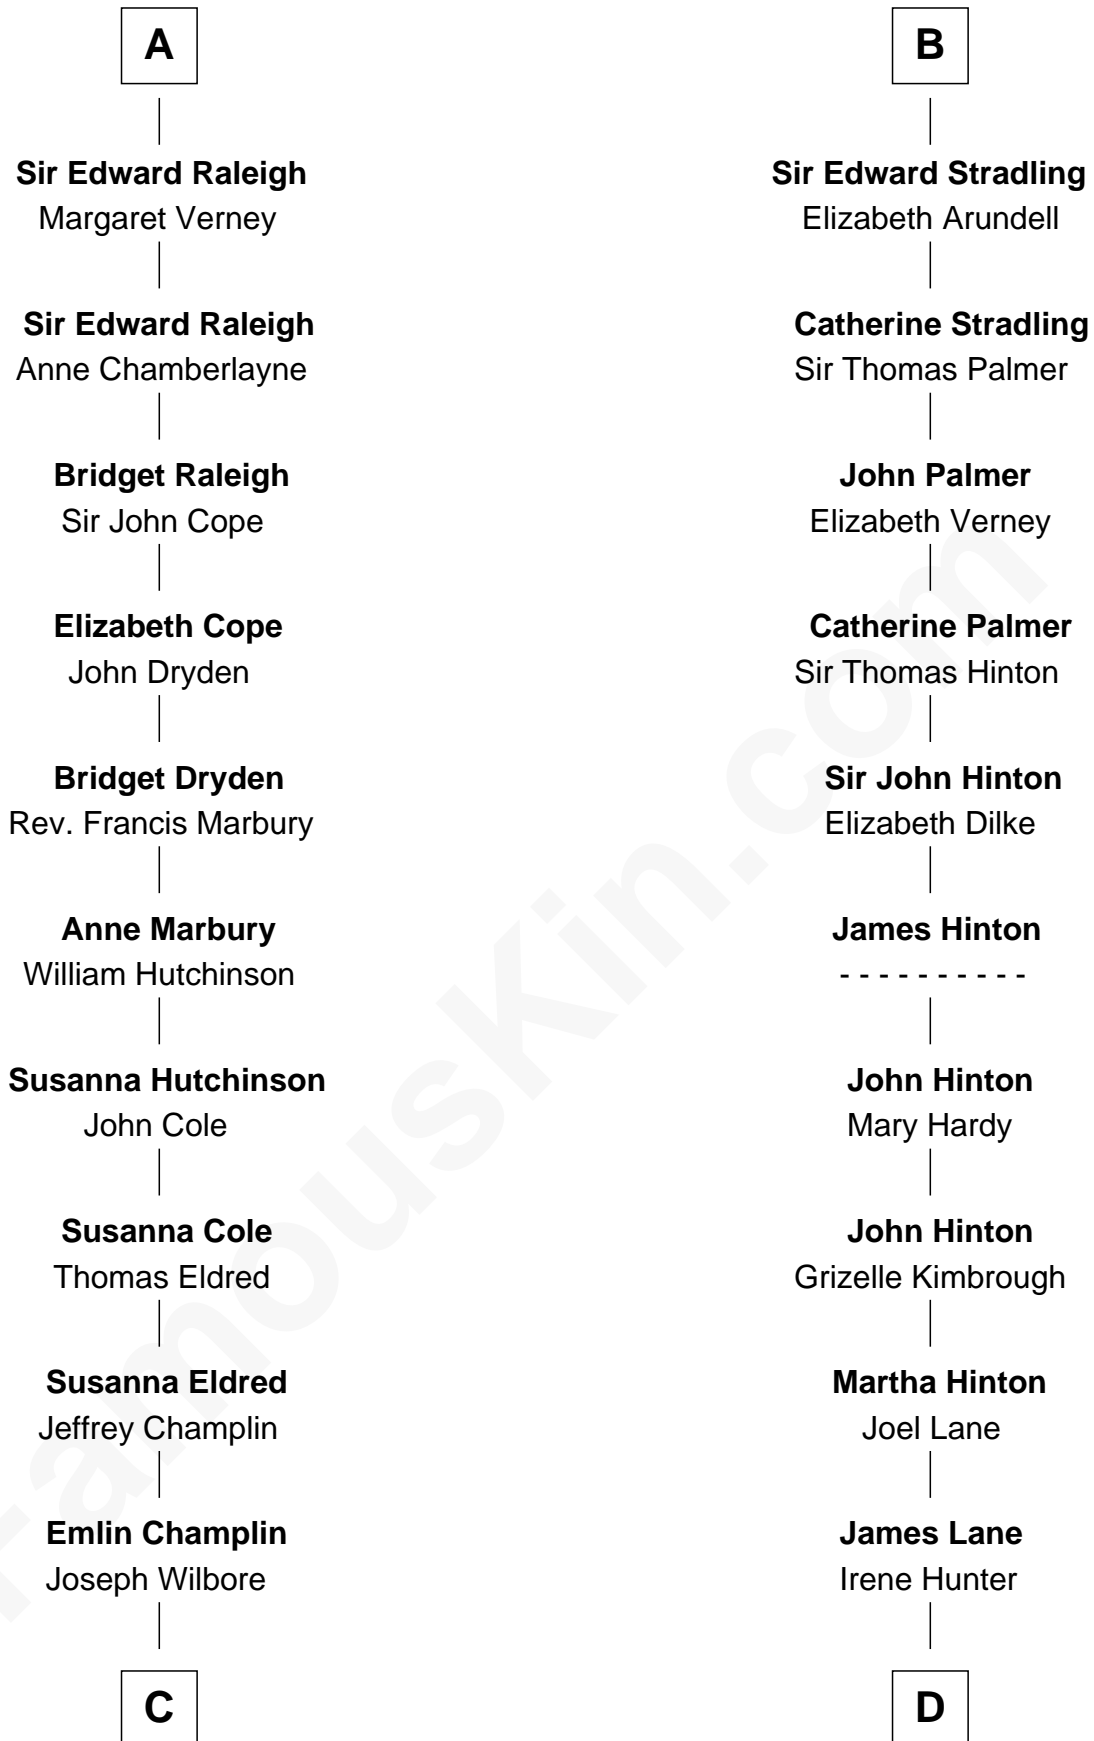 A
Sir Edward Raleigh
Margaret Verney
Sir Edward Raleigh
Anne Chamberlayne
Bridget Raleigh
Sir John Cope
Elizabeth Cope
John Dryden
Bridget Dryden
Rev. Francis Marbury
Anne Marbury
William Hutchinson
Susanna Hutchinson
John Cole
Susanna Cole
Thomas Eldred
Susanna Eldred
Jeffrey Champlin
Emlin Champlin
Joseph Wilbore
C
B
Sir Edward Stradling
Elizabeth Arundell
Catherine Stradling
Sir Thomas Palmer
John Palmer
Elizabeth Verney
Catherine Palmer
Sir Thomas Hinton
Sir John Hinton
Elizabeth Dilke
James Hinton
- - - - - - - - - -
John Hinton
Mary Hardy
John Hinton
Grizelle Kimbrough
Martha Hinton
Joel Lane
James Lane
Irene Hunter
D
FamousKin.com